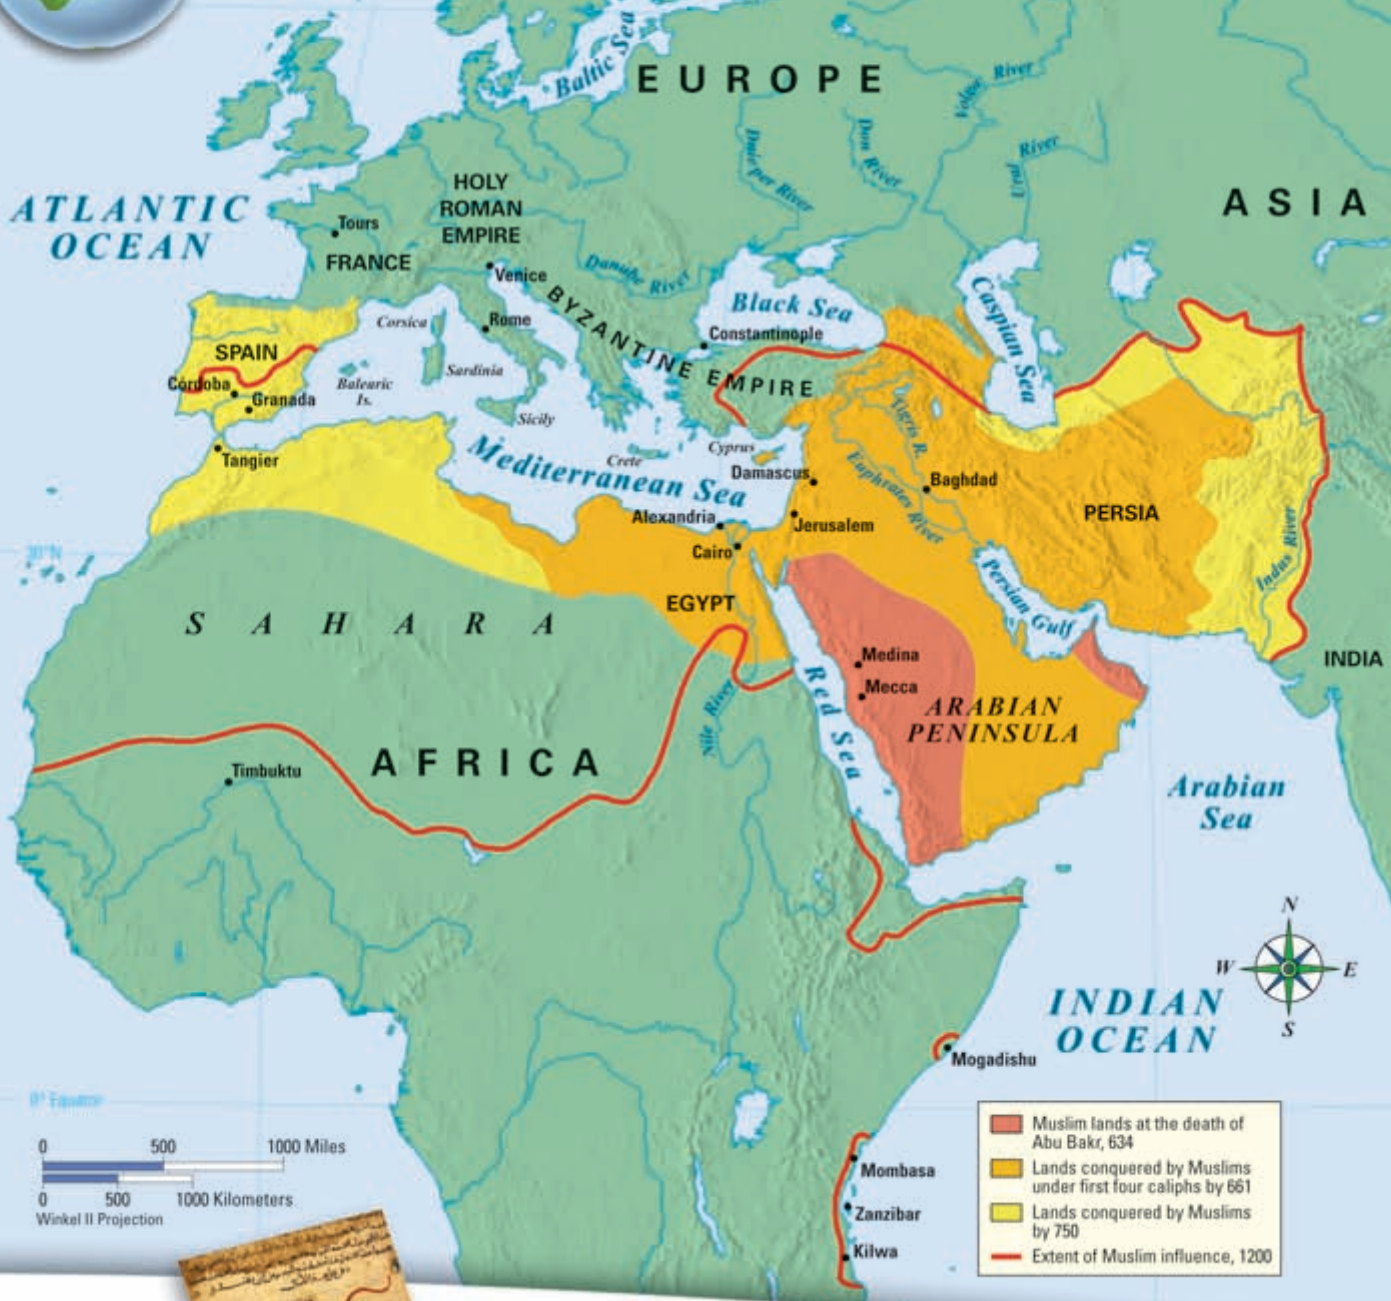 Baltic Sea
EUROPE
Volga River
Don River
Dnieper River
Ural River
ATLANTIC
OCEAN
HOLY
ROMAN
EMPIRE
ASIA
Tours
FRANCE
Venice
Danube River
BYZANTINE EMPIRE
Black Sea
Caspian Sea
Corsica
Rome
Constantinople
SPAIN
Sardinia
Córdoba
Balearic
Is.
Granada
Sicily
Tangier
Mediterranean Sea
Crete
Cyprus
Damascus
Tigris R.
Euphrates River
Baghdad
Alexandria
Jerusalem
PERSIA
Cairo
30°N
Indus River
Persian Gulf
EGYPT
SAHARA
INDIA
Medina
Mecca
Red Sea
ARABIAN
PENINSULA
Nile River
AFRICA
Timbuktu
Arabian
Sea
N
W E
S
INDIAN
OCEAN
Mogadishu
0° Equator
0 500 1000 Miles
0 500 1000 Kilometers
Winkel II Projection
Mombasa
Zanzibar
Kilwa
Muslim lands at the death of
Abu Bakr, 634
Lands conquered by Muslims
under first four caliphs by 661
Lands conquered by Muslims
by 750
Extent of Muslim influence, 1200